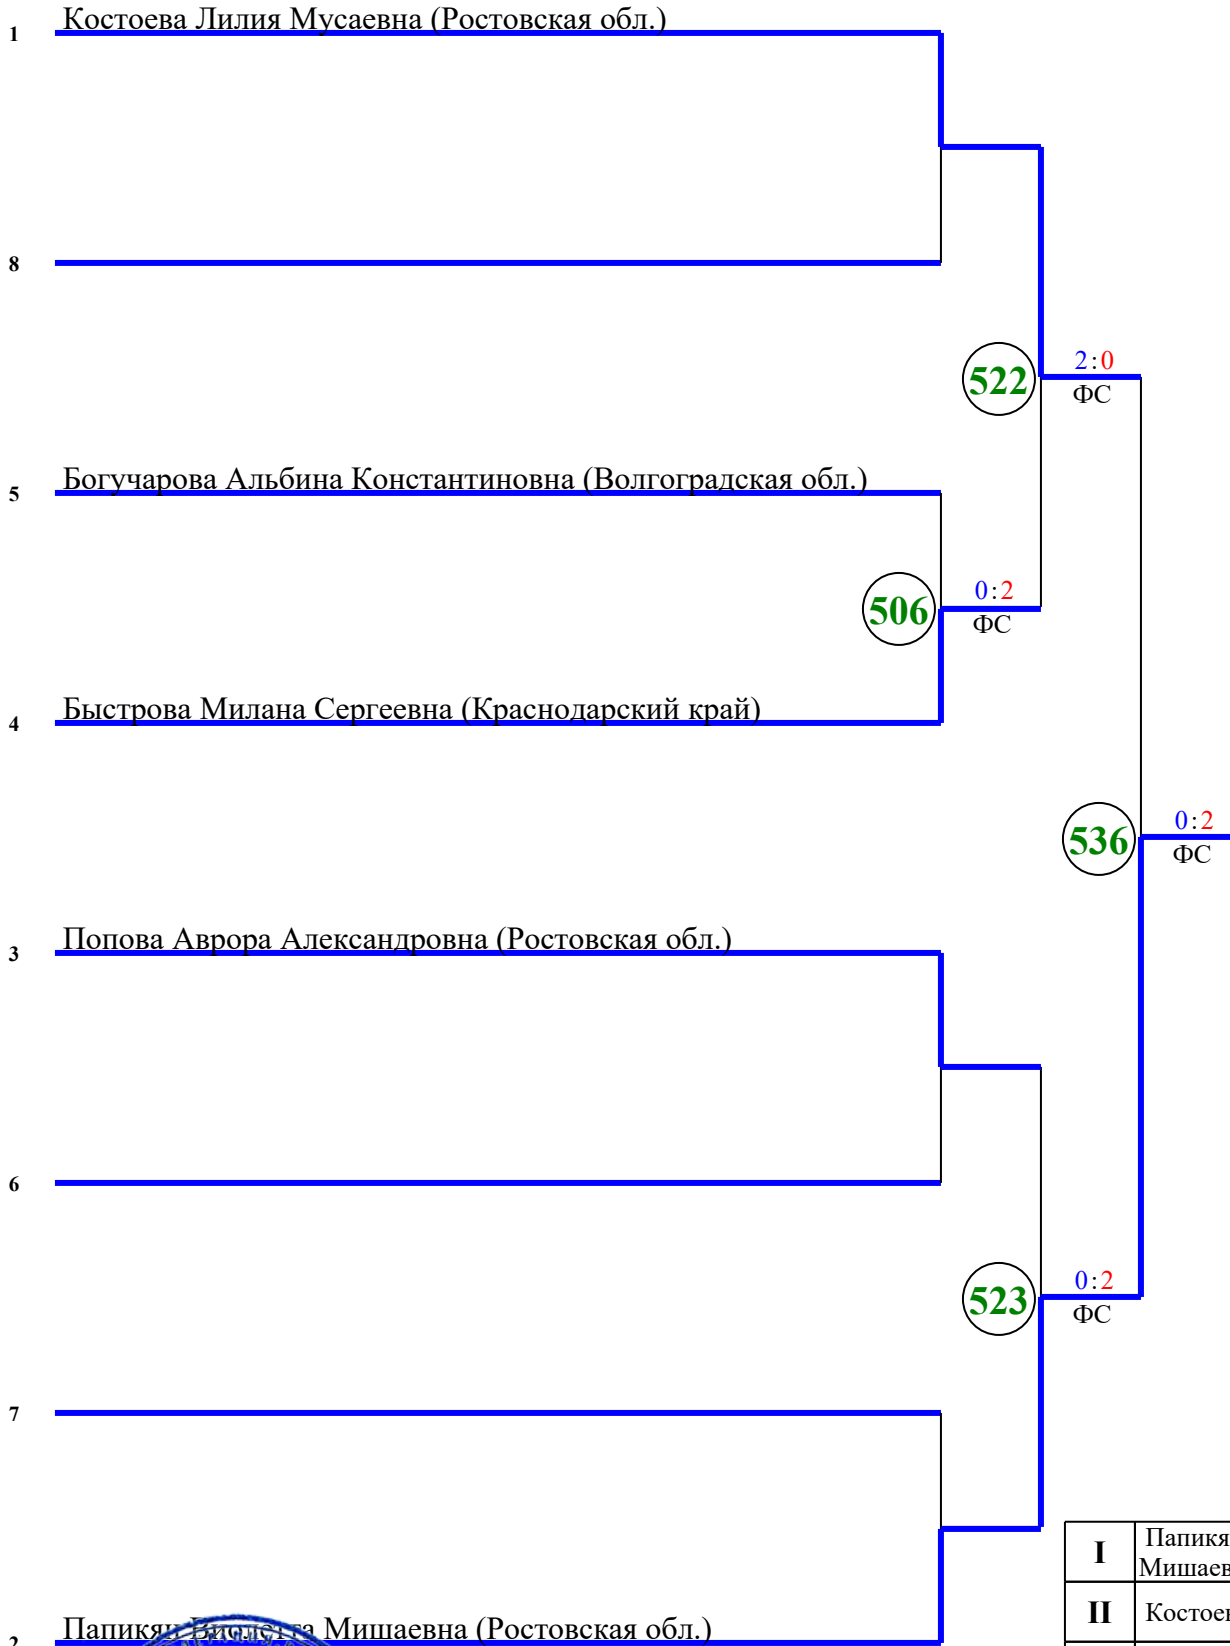 Костоева Лилия Мусаевна (Ростовская обл.)
1
8
2:0
522
ФС
Богучарова Альбина Константиновна (Волгоградская обл.)
5
0:2
506
ФС
Быстрова Милана Сергеевна (Краснодарский край)
4
0:2
536
ФС
Попова Аврора Александровна (Ростовская обл.)
3
6
0:2
523
ФС
7
I
Папикя
Мишаев
II Костоев
Папикян Виолетта Мишаевна (Ростовская обл.)
2